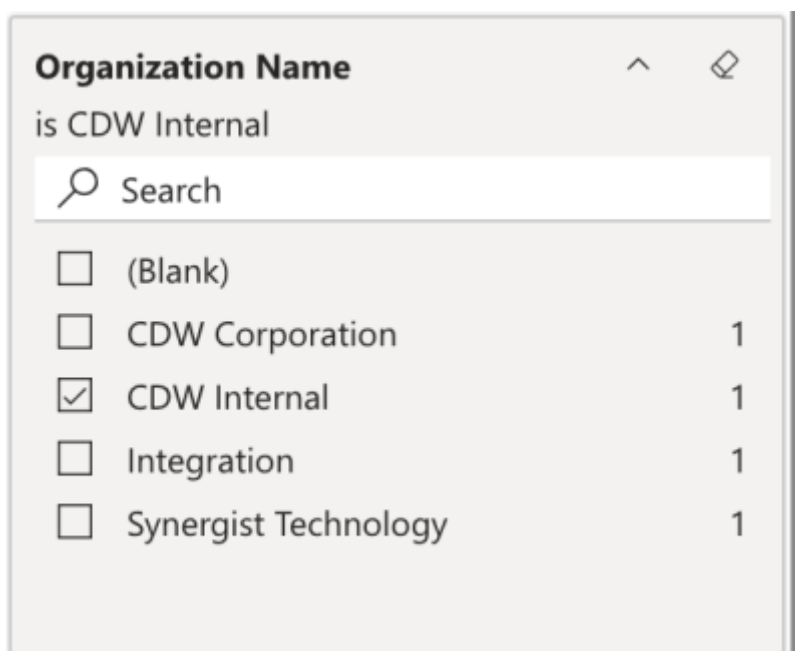 Organization Name
is CDW Internal
Search
(Blank)
CDW Corporation 1
CDW Internal 1
Integration 1
Synergist Technology 1